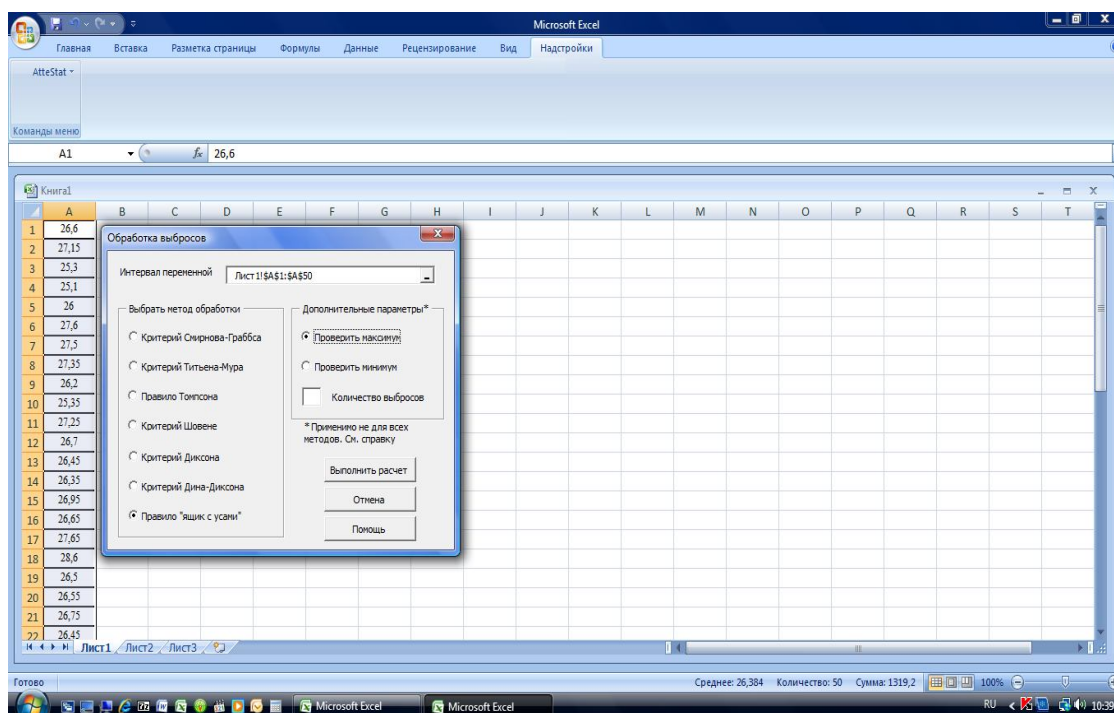 Microsoft Excel
Главная Вставка Разметка страницы Формулы Данные Рецензирование Вид Надстройки
AtteStat
Команды меню
A1 fx 26,6
Книга1
A B C D E F G H I J K L M N O P Q R S T
1 26,6
2 27,15
3 25,3
4 25,1
5 26
6 27,6
7 27,5
8 27,35
9 26,2
10 25,35
11 27,25
12 26,7
13 26,45
14 26,35
15 26,95
16 26,65
17 27,65
18 28,6
19 26,5
20 26,55
21 26,75
22 26,45
Обработка выбросов
Интервал переменной Лист1!$A$1:$A$50
Выбрать метод обработки
Критерий Смирнова-Граббса
Критерий Титьена-Мура
Правило Томпсона
Критерий Шовене
Критерий Диксона
Критерий Дина-Диксона
Правило "ящик с усами"
Дополнительные параметры*
Проверить максимум
Проверить минимум
Количество выбросов
* Применимо не для всех
методов. См. справку
Выполнить расчет
Отмена
Помощь
Лист1 Лист2 Лист3
Готово Среднее: 26,384 Количество: 50 Сумма: 1319,2 100%
Microsoft Excel Microsoft Excel RU 10:39